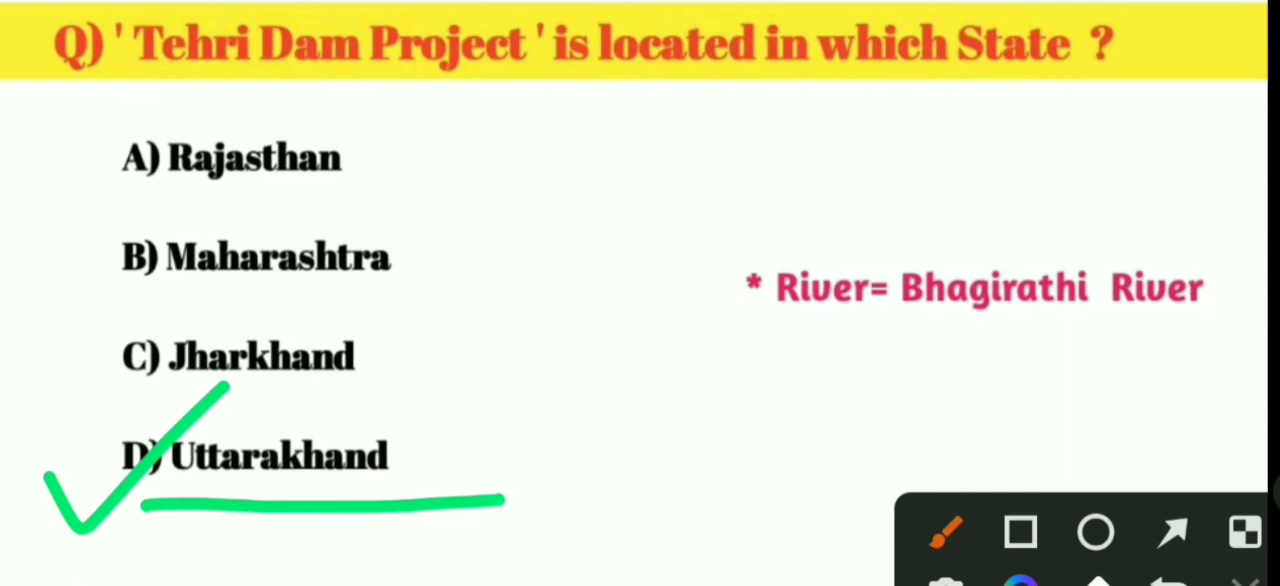 Q) ' Tehri Dam Project ' is located in which State ?
A) Rajasthan
B) Maharashtra
* River= Bhagirathi River
C) Jharkhand
D) Uttarakhand